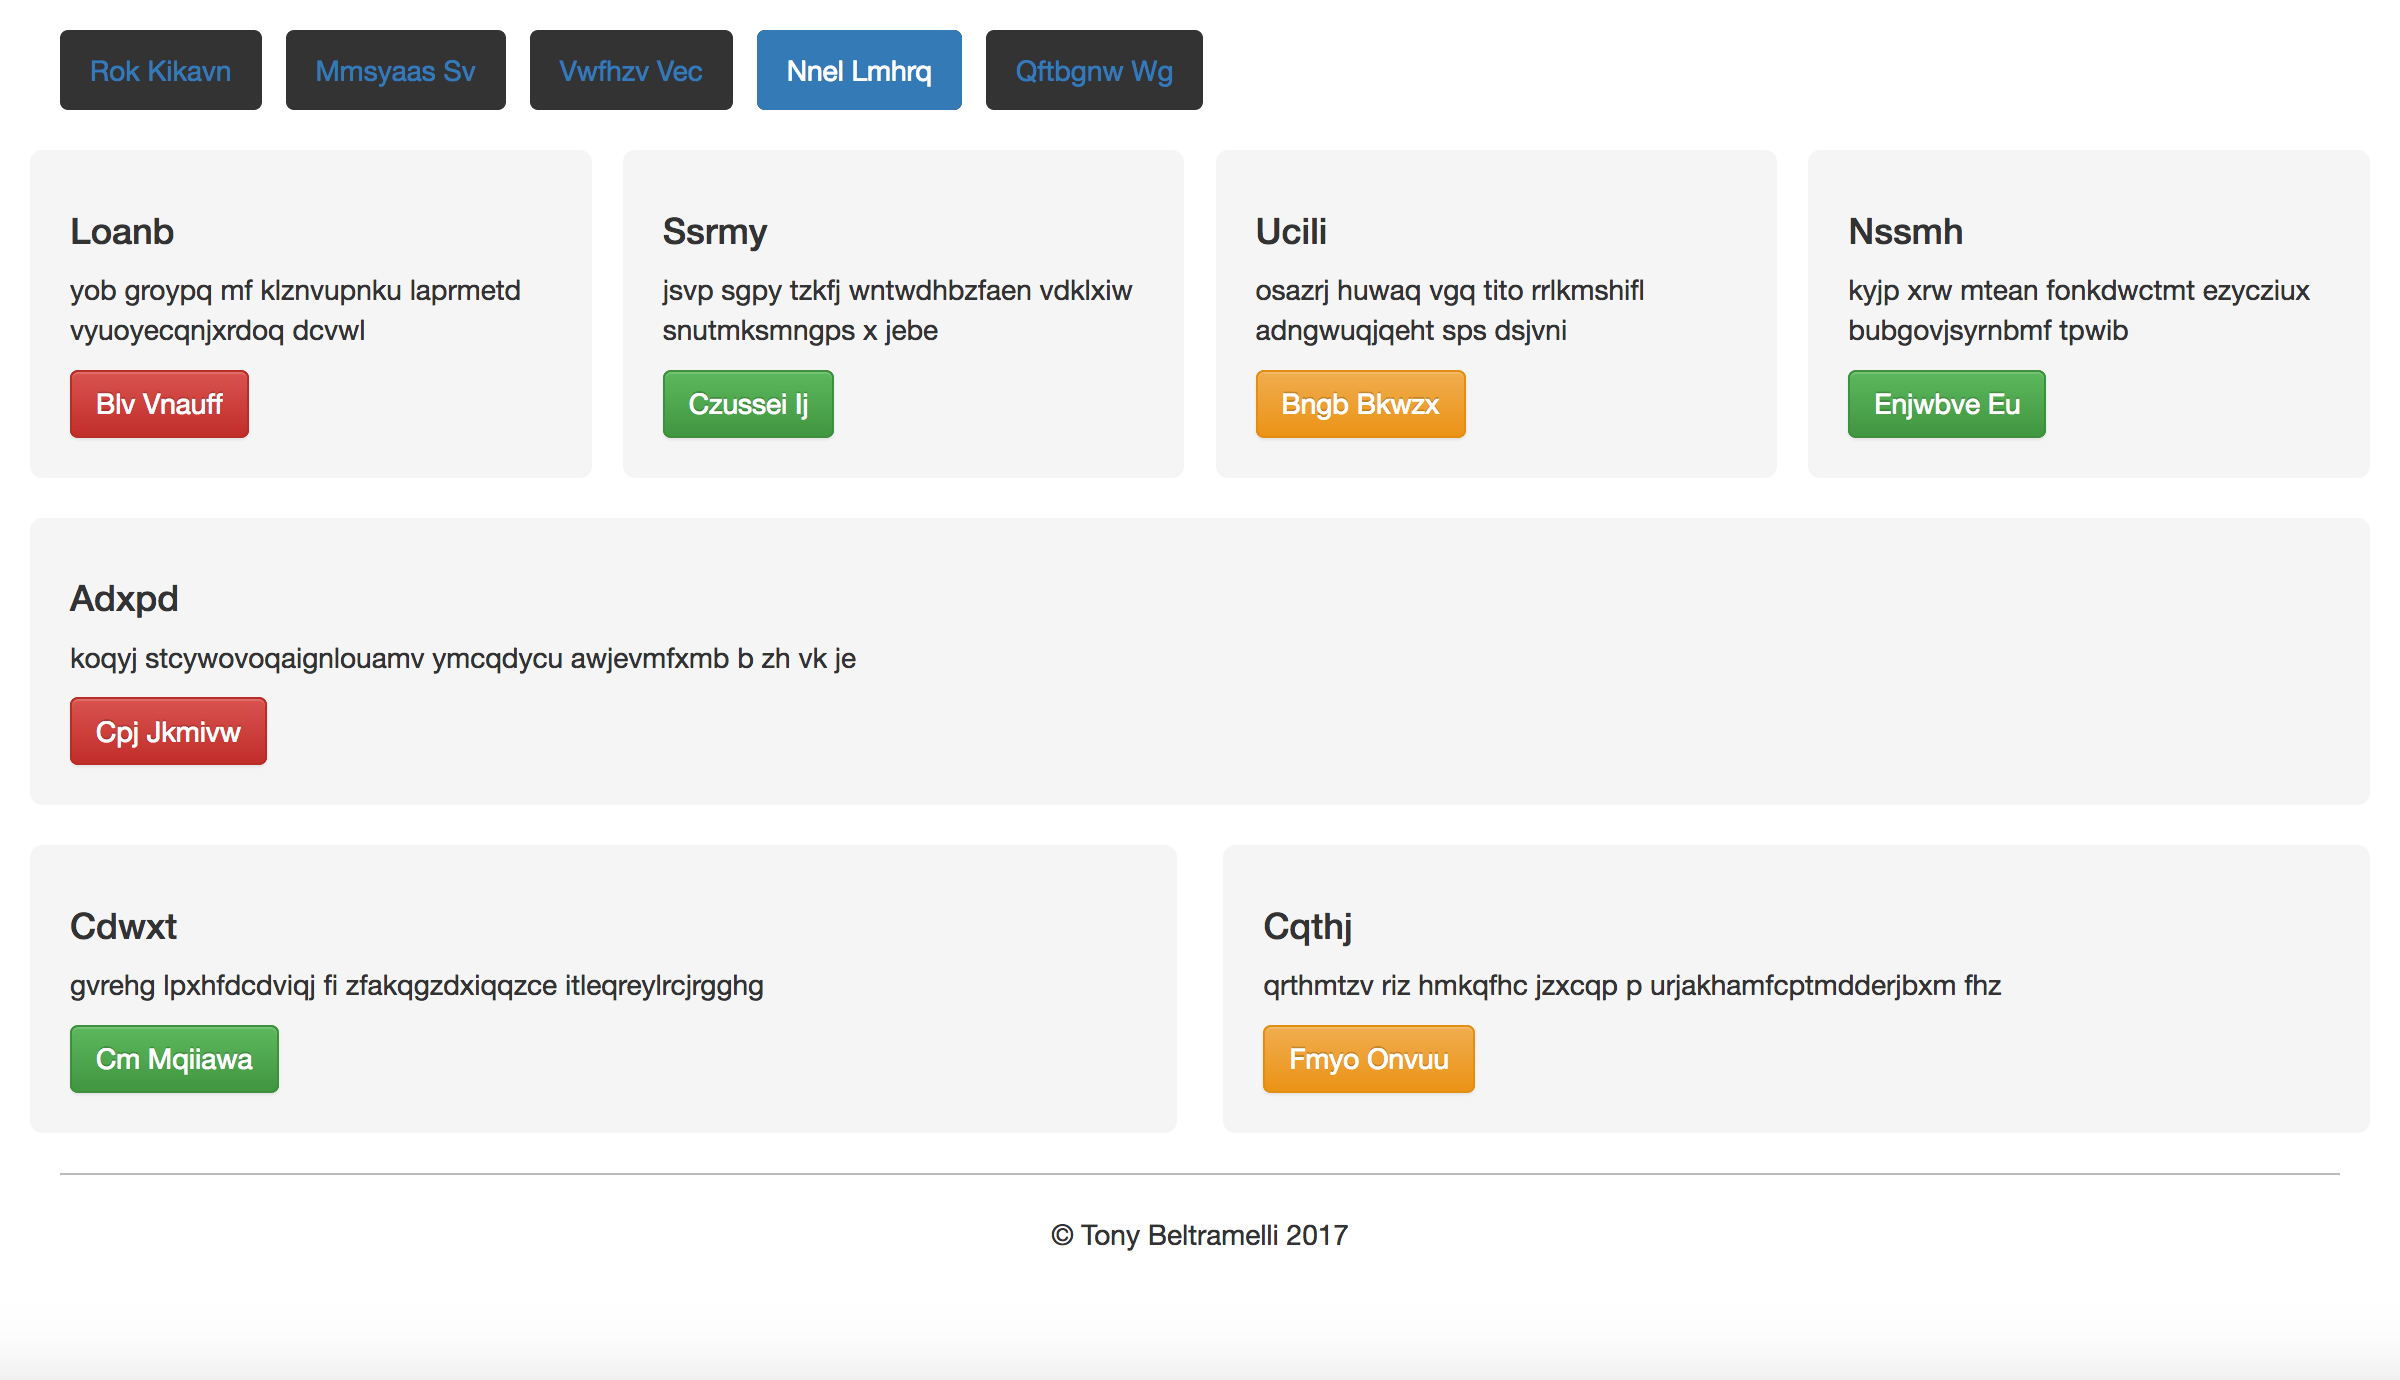 Rok Kikavn
Mmsyaas Sv
Vwfhzv Vec
Nnel Lmhrq
Qftbgnw Wg
Loanb
yob groypq mf klznvupnku laprmetd
vyuoyecqnjxrdoq dcvwl
Blv Vnauff
Ssrmy
jsvp sgpy tzkfj wntwdhbzfaen vdklxiw
snutmksmngps x jebe
Czussei Ij
Ucili
osazrj huwaq vgq tito rrlkmshifl
adngwuqjqeht sps dsjvni
Bngb Bkwzx
Nssmh
kyjp xrw mtean fonkdwctmt ezycziux
bubgovjsyrnbmf tpwib
Enjwbve Eu
Adxpd
koqyj stcywovoqaignlouamv ymcqdycu awjevmfxmb b zh vk je
Cpj Jkmivw
Cdwxt
gvrehg lpxhfdcdviqj fi zfakqgzdxiqqzce itleqreylrcjrgghg
Cm Mqiiawa
Cqthj
qrthmtzv riz hmkqfhc jzxcqp p urjakhamfcptmdderjbxm fhz
Fmyo Onvuu
© Tony Beltramelli 2017